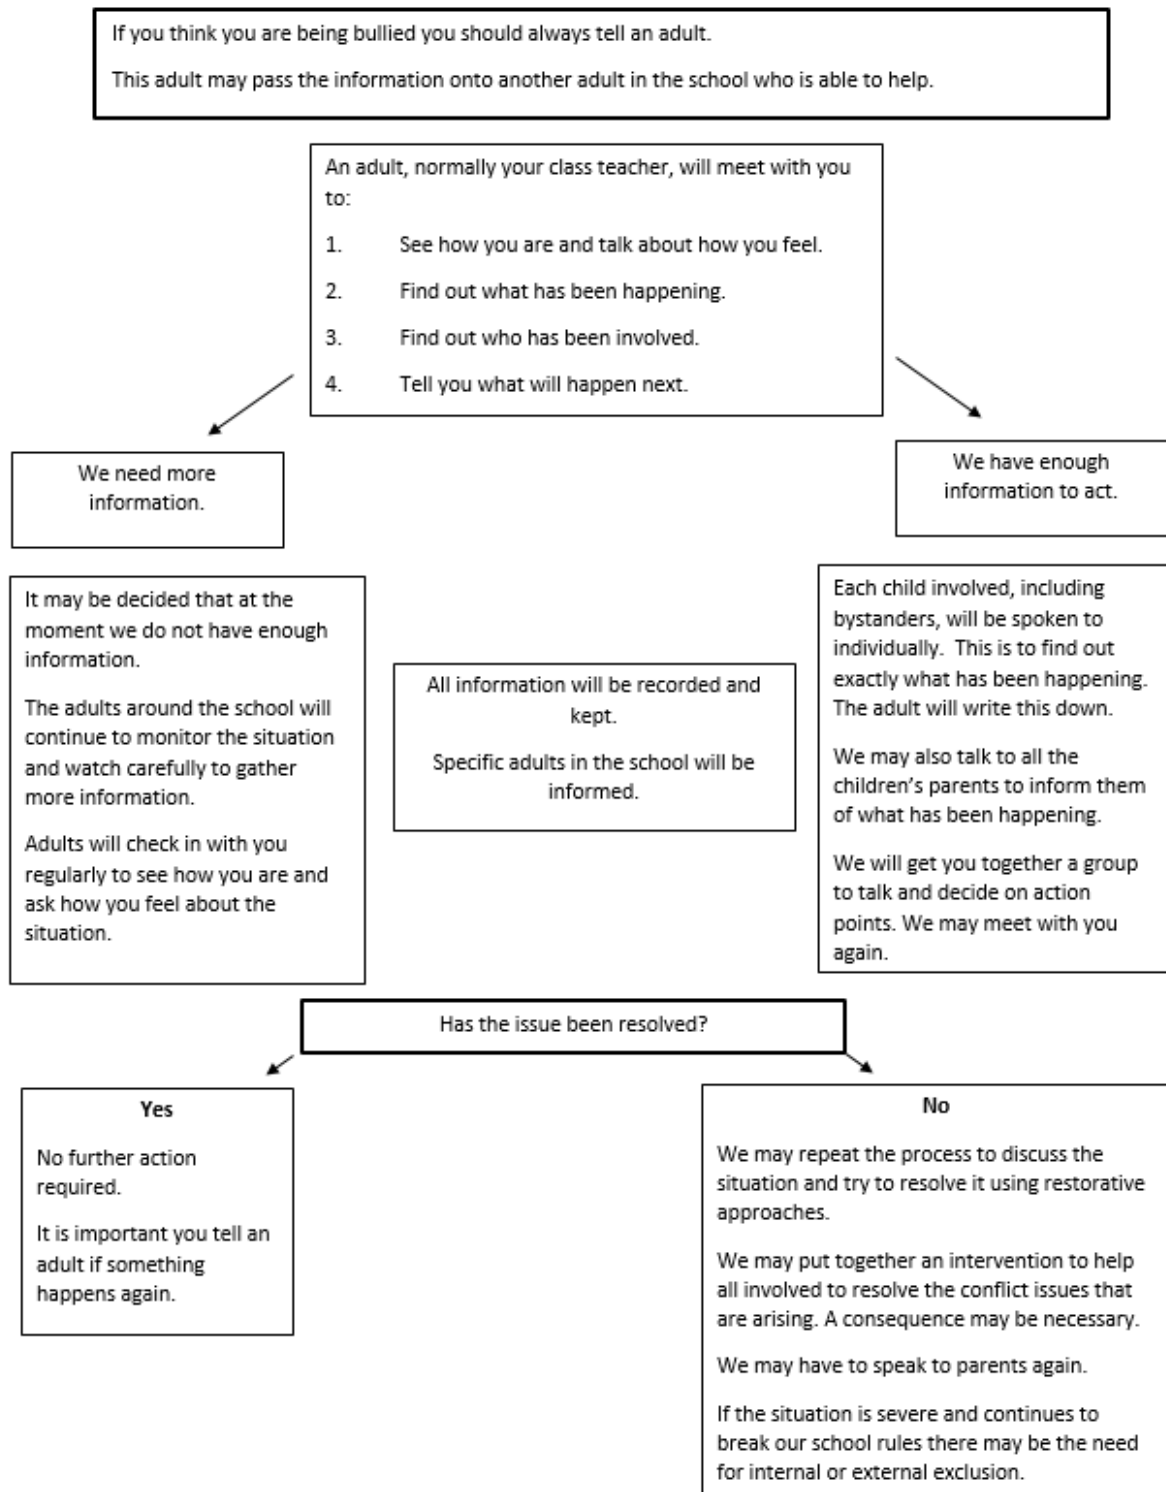 If you think you are being bullied you should always tell an adult.
This adult may pass the information onto another adult in the school who is able to help.
An adult, normally your class teacher, will meet with you
to:
1. See how you are and talk about how you feel.
2. Find out what has been happening.
3. Find out who has been involved.
4. Tell you what will happen next.
We need more
information.
We have enough
information to act.
It may be decided that at the
moment we do not have enough
information.
The adults around the school will
continue to monitor the situation
and watch carefully to gather
more information.
Adults will check in with you
regularly to see how you are and
ask how you feel about the
situation.
All information will be recorded and
kept.
Specific adults in the school will be
informed.
Each child involved, including
bystanders, will be spoken to
individually. This is to find out
exactly what has been happening.
The adult will write this down.
We may also talk to all the
children’s parents to inform them
of what has been happening.
We will get you together a group
to talk and decide on action
points. We may meet with you
again.
Has the issue been resolved?
Yes
No further action
required.
It is important you tell an
adult if something
happens again.
No
We may repeat the process to discuss the
situation and try to resolve it using restorative
approaches.
We may put together an intervention to help
all involved to resolve the conflict issues that
are arising. A consequence may be necessary.
We may have to speak to parents again.
If the situation is severe and continues to
break our school rules there may be the need
for internal or external exclusion.